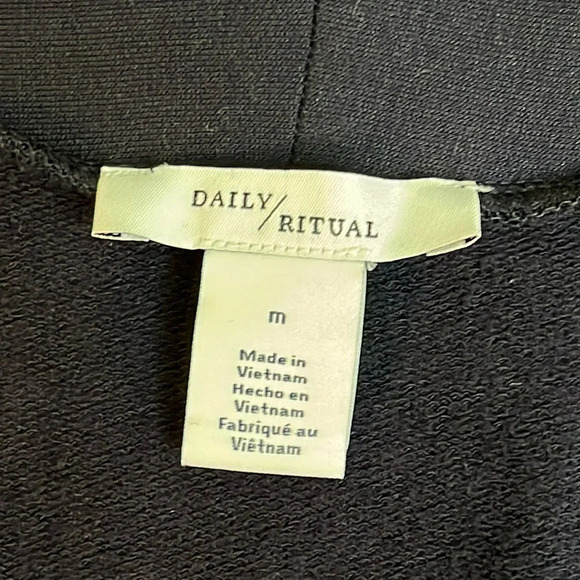 DAILY/RITUAL
m
Made in
Vietnam
Hecho en
Vietnam
Fabriqué au
Viêtnam